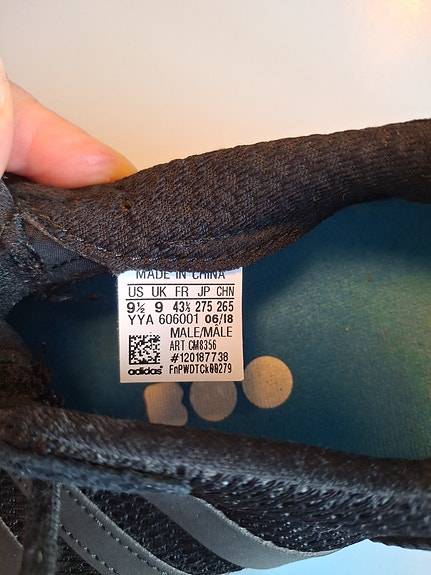 MADE IN CHINA
US UK FR JP CHN
9½ 9 43⅓ 275 265
YYA 606001 06/18
MALE/MÂLE
ART CM8356
#120187738
adidas FnPWDTCk00279